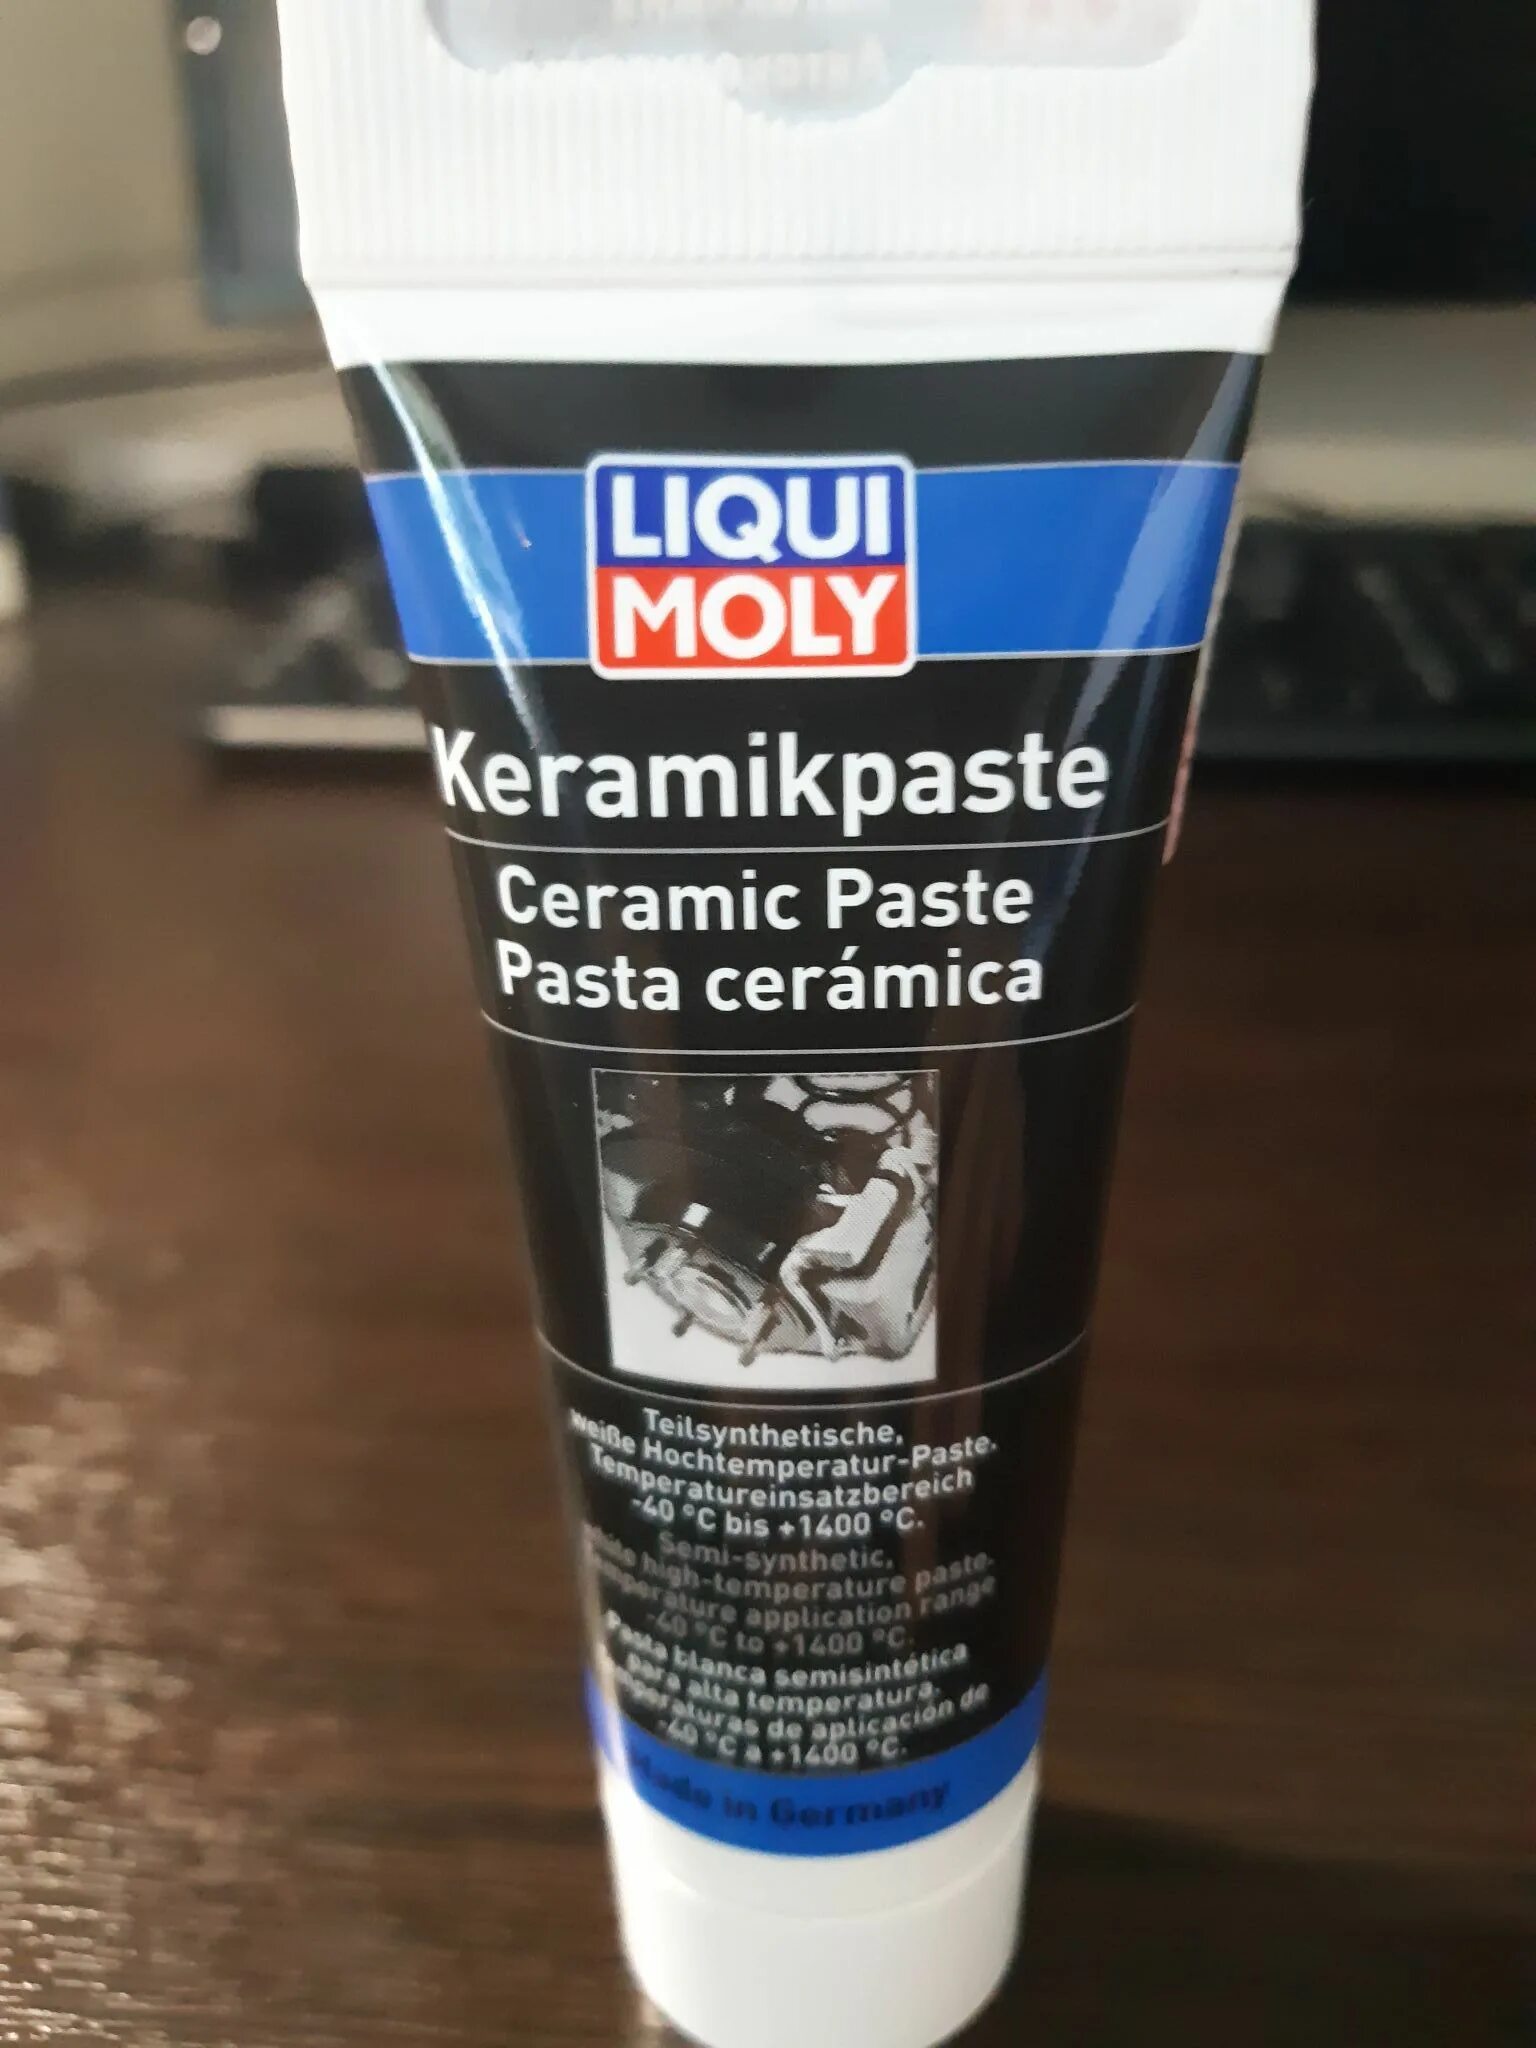 LIQUI
MOLY
Keramikpaste
Ceramic Paste
Pasta cerámica
Teilsynthetische,
weiße Hochtemperatur-Paste.
Temperatureinsatzbereich
-40 °C bis +1400 °C.
Semi-synthetic,
high-temperature paste.
Temperature application range
-40 °C to +1400 °C.
Pasta blanca semisintética
para alta temperatura.
Temperaturas de aplicación de
-40 °C a +1400 °C.
Made in Germany